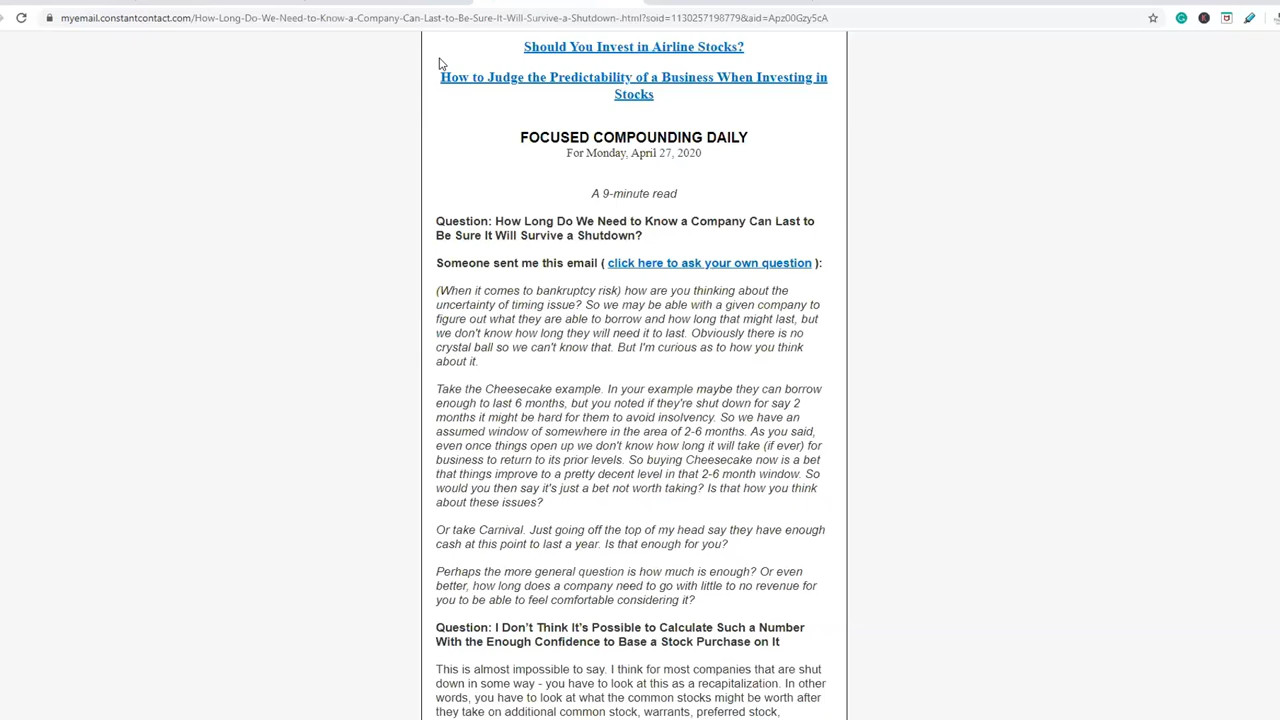 myemail.constantcontact.com/How-Long-Do-We-Need-to-Know-a-Company-Can-Last-to-Be-Sure-It-Will-Survive-a-Shutdown-.html?soid=1130257198779&aid=Apz00Gzy5cA
Should You Invest in Airline Stocks?
How to Judge the Predictability of a Business When Investing in
Stocks
FOCUSED COMPOUNDING DAILY
For Monday, April 27, 2020
A 9-minute read
Question: How Long Do We Need to Know a Company Can Last to
Be Sure It Will Survive a Shutdown?
Someone sent me this email ( click here to ask your own question ):
(When it comes to bankruptcy risk) how are you thinking about the
uncertainty of timing issue? So we may be able with a given company to
figure out what they are able to borrow and how long that might last, but
we don't know how long they will need it to last. Obviously there is no
crystal ball so we can't know that. But I'm curious as to how you think
about it.
Take the Cheesecake example. In your example maybe they can borrow
enough to last 6 months, but you noted if they're shut down for say 2
months it might be hard for them to avoid insolvency. So we have an
assumed window of somewhere in the area of 2-6 months. As you said,
even once things open up we don't know how long it will take (if ever) for
business to return to its prior levels. So buying Cheesecake now is a bet
that things improve to a pretty decent level in that 2-6 month window. So
would you then say it's just a bet not worth taking? Is that how you think
about these issues?
Or take Carnival. Just going off the top of my head say they have enough
cash at this point to last a year. Is that enough for you?
Perhaps the more general question is how much is enough? Or even
better, how long does a company need to go with little to no revenue for
you to be able to feel comfortable considering it?
Question: I Don't Think It's Possible to Calculate Such a Number
With the Enough Confidence to Base a Stock Purchase on It
This is almost impossible to say. I think for most companies that are shut
down in some way - you have to look at this as a recapitalization. In other
words, you have to look at what the common stocks might be worth after
they take on additional common stock, warrants, preferred stock,